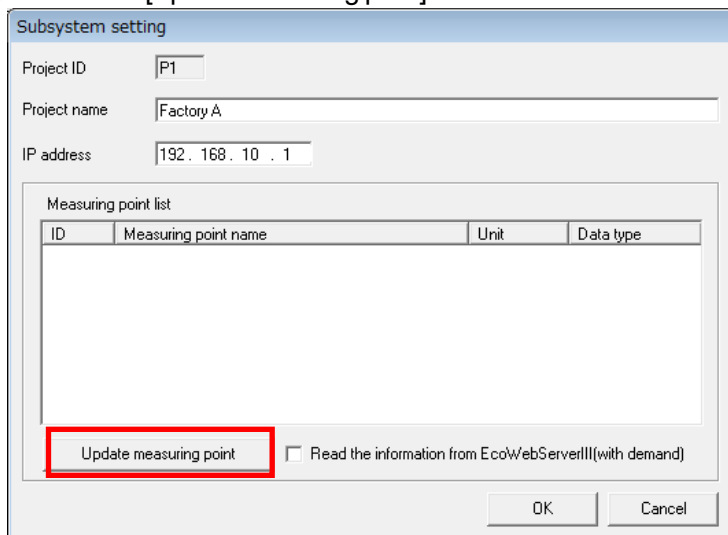 Subsystem setting
Project ID P1
Project name Factory A
IP address 192. 168. 10 . 1
Measuring point list
ID Measuring point name Unit Data type
Update measuring point Read the information from EcoWebServerIII(with demand)
OK Cancel